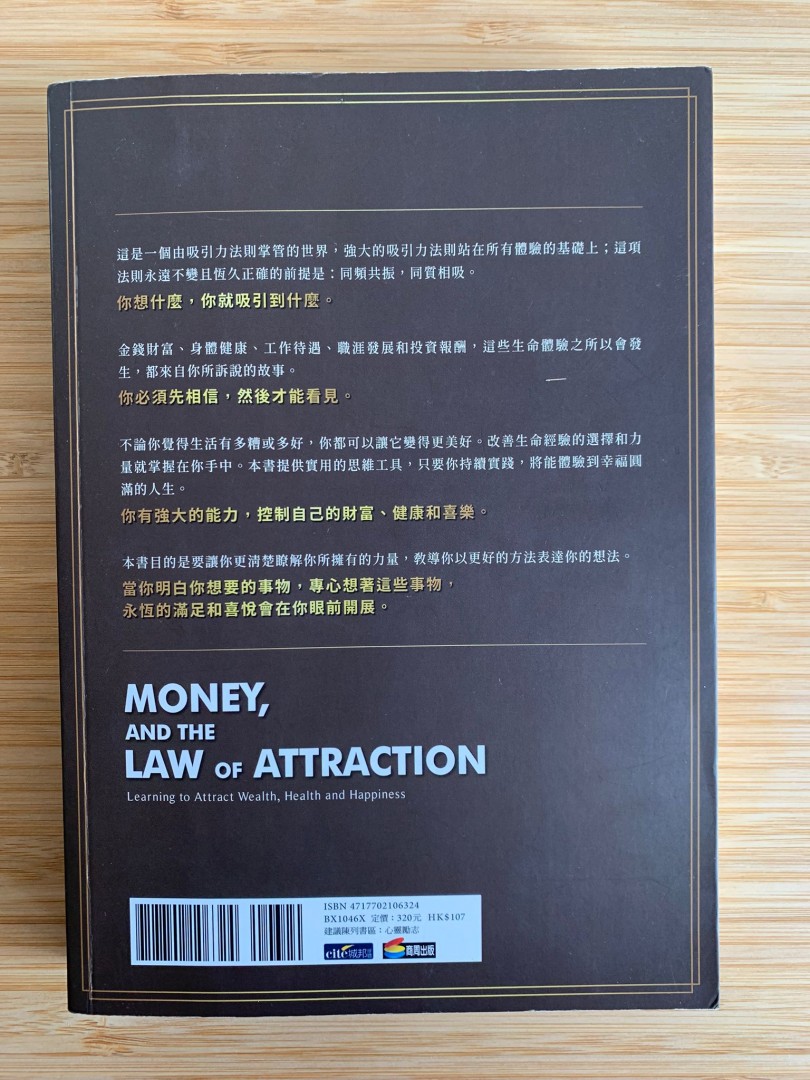 這是一個由吸引力法則掌管的世界，強大的吸引力法則站在所有體驗的基礎上；這項
法則永遠不變且恆久正確的前提是：同頻共振，同質相吸。
你想什麼，你就吸引到什麼。
金錢財富、身體健康、工作待遇、職涯發展和投資報酬，這些生命體驗之所以會發
生，都來自你所訴說的故事。
你必須先相信，然後才能看見。
不論你覺得生活有多糟或多好，你都可以讓它變得更美好。改善生命經驗的選擇和力
量就掌握在你手中。本書提供實用的思維工具，只要你持續實踐，將能體驗到幸福圓
滿的人生。
你有強大的能力，控制自己的財富、健康和喜樂。
本書目的是要讓你更清楚瞭解你所擁有的力量，教導你以更好的方法表達你的想法。
當你明白你想要的事物，專心想著這些事物，
永恆的滿足和喜悅會在你眼前開展。
MONEY,
AND THE
LAW OF ATTRACTION
Learning to Attract Wealth, Health and Happiness
ISBN 4717702106324
BX1046X 定價：320元 HK$107
建議陳列書區：心靈勵志
cité城邦 商周出版